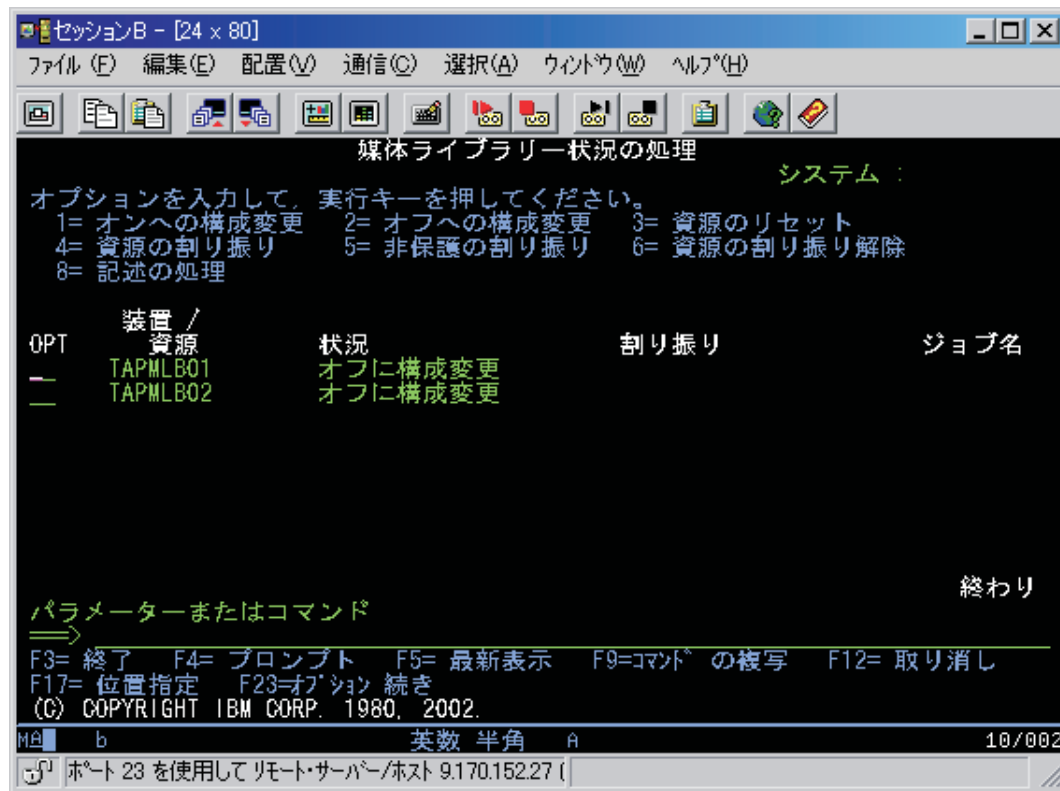 セッションB - [24 x 80]
ファイル (F) 編集(E) 配置(V) 通信(C) 選択(A) ウィンドウ(W) ヘルプ(H)
媒体ライブラリー状況の処理
システム :
オプションを入力して, 実行キーを押してください。
1= オンへの構成変更 2= オフへの構成変更 3= 資源のリセット
4= 資源の割り振り 5= 非保護の割り振り 6= 資源の割り振り解除
8= 記述の処理
装置 /
OPT 資源 状況 割り振り ジョブ名
__ TAPMLB01 オフに構成変更
__ TAPMLB02 オフに構成変更
終わり
パラメーターまたはコマンド
===>
F3= 終了 F4= プロンプト F5= 最新表示 F9=コマンド の複写 F12= 取り消し
F17= 位置指定 F23=オプション 続き
(C) COPYRIGHT IBM CORP. 1980, 2002.
MA b 英数 半角 A 10/002
ポート 23 を使用して リモート・サーバー/ホスト 9.170.152.27 (